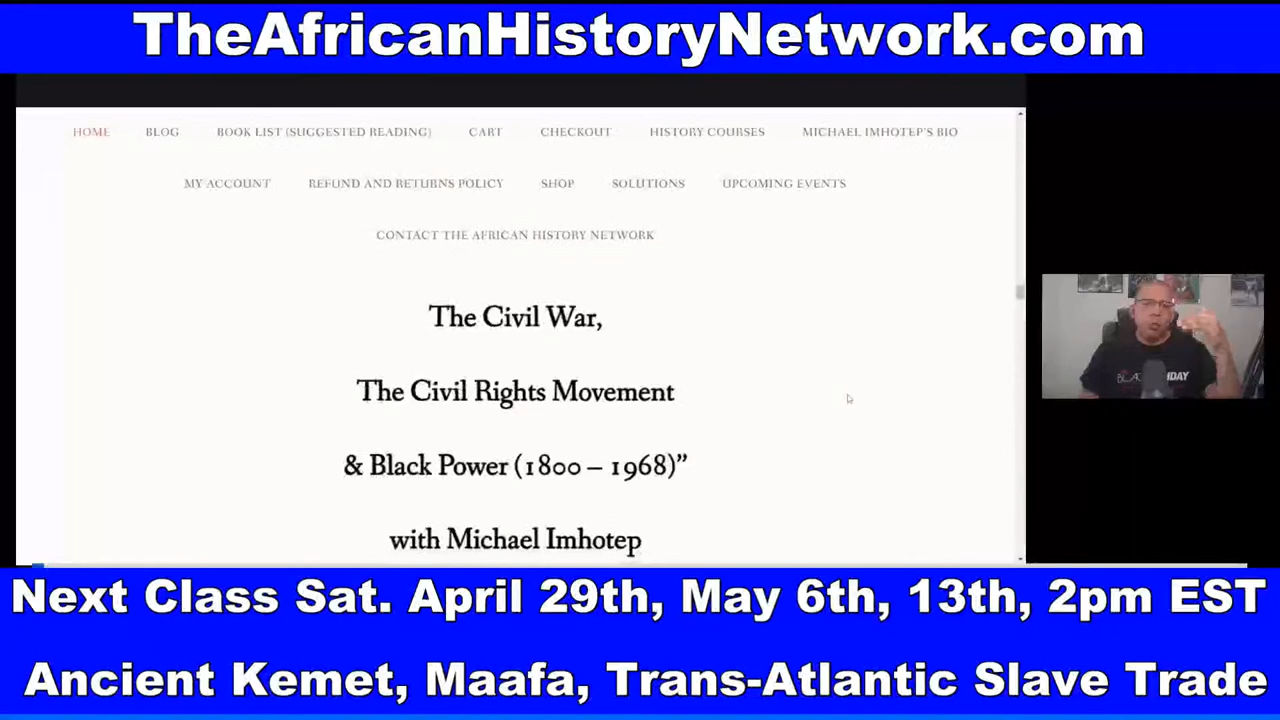 TheAfricanHistoryNetwork.com
HOME BLOG BOOK LIST (SUGGESTED READING) CART CHECKOUT HISTORY COURSES MICHAEL IMHOTEP'S BIO
MY ACCOUNT REFUND AND RETURNS POLICY SHOP SOLUTIONS UPCOMING EVENTS
CONTACT THE AFRICAN HISTORY NETWORK
The Civil War,
The Civil Rights Movement
& Black Power (1800 – 1968)”
with Michael Imhotep
Next Class Sat. April 29th, May 6th, 13th, 2pm EST
Ancient Kemet, Maafa, Trans-Atlantic Slave Trade